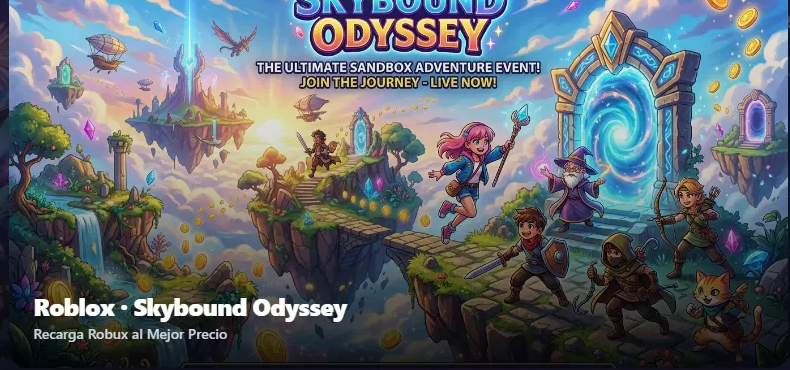 SKYBOUND
ODYSSEY
THE ULTIMATE SANDBOX ADVENTURE EVENT!
JOIN THE JOURNEY - LIVE NOW!
Roblox · Skybound Odyssey
Recarga Robux al Mejor Precio